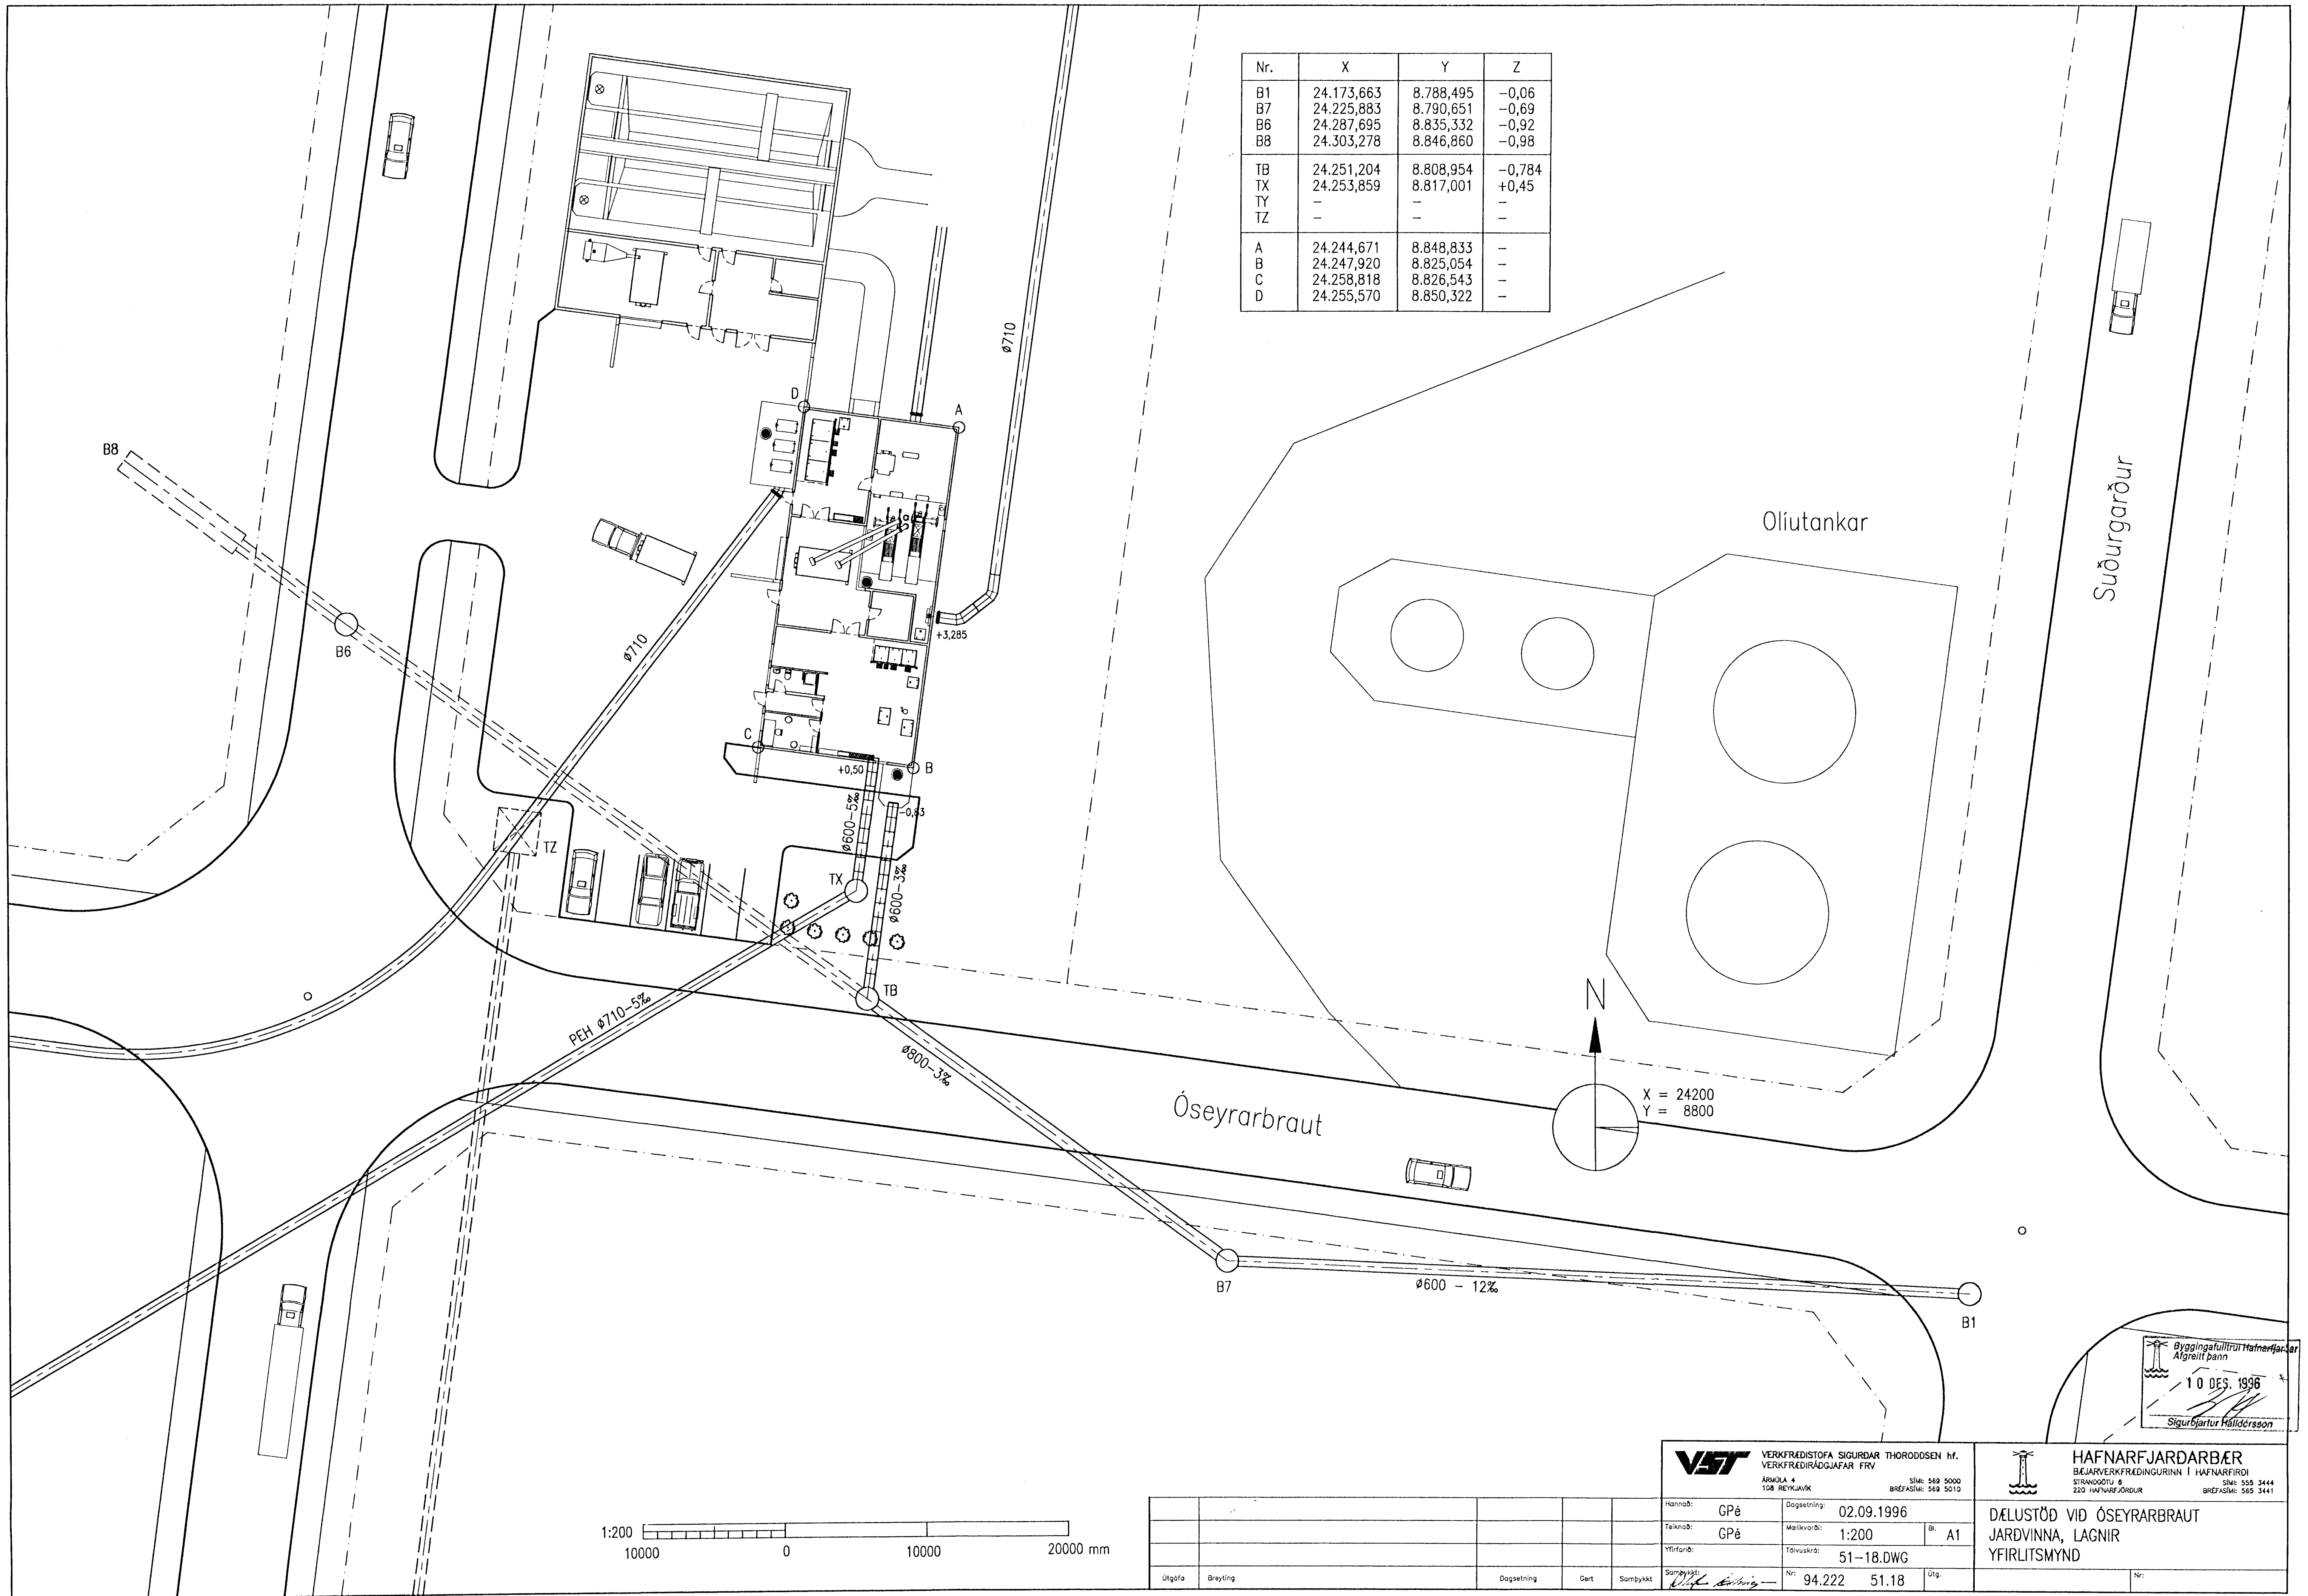 Nr. X Y Z
B1 24.173,663 8.788,495 -0,06
B7 24.225,883 8.790,651 -0,69
B6 24.287,695 8.835,332 -0,92
B8 24.303,278 8.846,860 -0,98
TB 24.251,204 8.808,954 -0,784
TX 24.253,859 8.817,001 +0,45
TY - - -
TZ - - -
A 24.244,671 8.848,833 -
B 24.247,920 8.825,054 -
C 24.258,818 8.826,543 -
D 24.255,570 8.850,322 -
ø710
D
A
B8
Olíutankar
Suðurgarður
B6
ø710
+3,285
C
+0,50
B
ø600-5‰
-0,83
TZ
TX
ø600-3‰
TB
PEH ø710-5‰
ø800-3‰
N
X = 24200
Y = 8800
Óseyrarbraut
B7
ø600 - 12‰
B1
Byggingafulltrúi Hafnarfjarðar
Afgreitt þann
10 DES. 1996
Sigurbjartur Halldórsson
VST
VERKFRÆÐISTOFA SIGURÐAR THORODDSEN hf.
VERKFRÆÐIRÁÐGJAFAR FRV
ÁRMÚLA 4 SÍMI: 569 5000
108 REYKJAVÍK BRÉFASÍMI: 569 5010
HAFNARFJARÐARBÆR
BÆJARVERKFRÆÐINGURINN Í HAFNARFIRÐI
STRANDGÖTU 6 SÍMI: 555 3444
220 HAFNARFJÖRÐUR BRÉFASÍMI: 565 3441
Hannað: GPé
Dagsetning: 02.09.1996
Teiknað: GPé
Mælikvarði: 1:200
Bl. A1
Yfirfarið:
Tölvuskrá: 51-18.DWG
Samþykkt:
Nr: 94.222 51.18
Útg.
DÆLUSTÖÐ VIÐ ÓSEYRARBRAUT
JARÐVINNA, LAGNIR
YFIRLITSMYND
Nr:
Útgáfa Breyting Dagsetning Gert Samþykkt
1:200
10000 0 10000 20000 mm